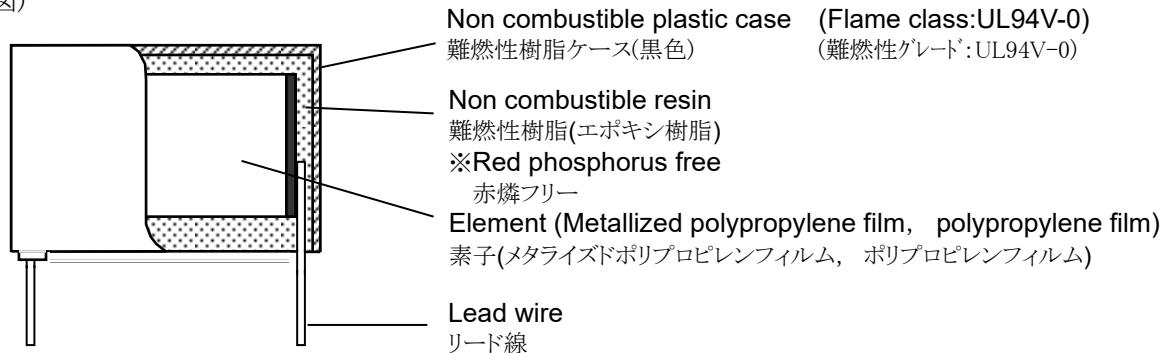 図)
Non combustible plastic case (Flame class:UL94V-0)
難燃性樹脂ケース(黒色) (難燃性グレード:UL94V-0)
Non combustible resin
難燃性樹脂(エポキシ樹脂)
※Red phosphorus free
赤燐フリー
Element (Metallized polypropylene film, polypropylene film)
素子(メタライズドポリプロピレンフィルム, ポリプロピレンフィルム)
Lead wire
リード線